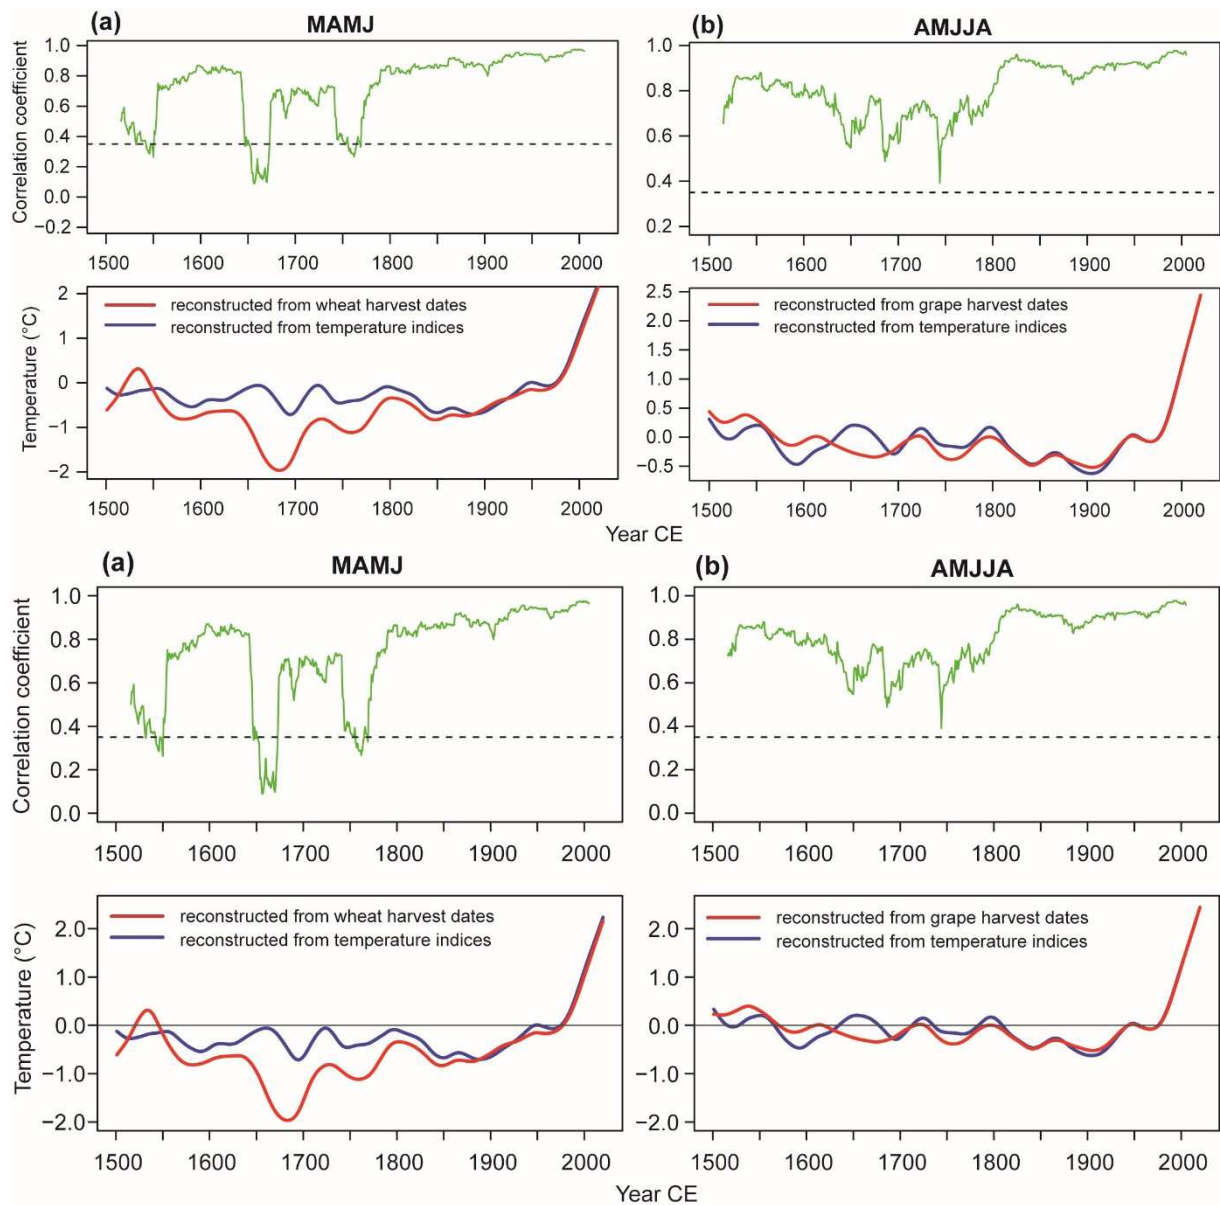 (a) MAMJ
Correlation coefficient
1.0
0.8
0.6
0.4
0.2
0.0
−0.2
1500 1600 1700 1800 1900 2000
(b) AMJJA
1.0
0.8
0.6
0.4
0.2
1500 1600 1700 1800 1900 2000
Temperature (°C)
2
1
0
−1
−2
reconstructed from wheat harvest dates
reconstructed from temperature indices
1500 1600 1700 1800 1900 2000
2.5
2.0
1.5
1.0
0.5
0.0
−0.5
reconstructed from grape harvest dates
reconstructed from temperature indices
1500 1600 1700 1800 1900 2000
Year CE
(a) MAMJ
Correlation coefficient
1.0
0.8
0.6
0.4
0.2
0.0
1500 1600 1700 1800 1900 2000
(b) AMJJA
1.0
0.8
0.6
0.4
0.2
0.0
1500 1600 1700 1800 1900 2000
Temperature (°C)
2.0
1.0
0.0
−1.0
−2.0
reconstructed from wheat harvest dates
reconstructed from temperature indices
1500 1600 1700 1800 1900 2000
2.0
1.0
0.0
−1.0
−2.0
reconstructed from grape harvest dates
reconstructed from temperature indices
1500 1600 1700 1800 1900 2000
Year CE